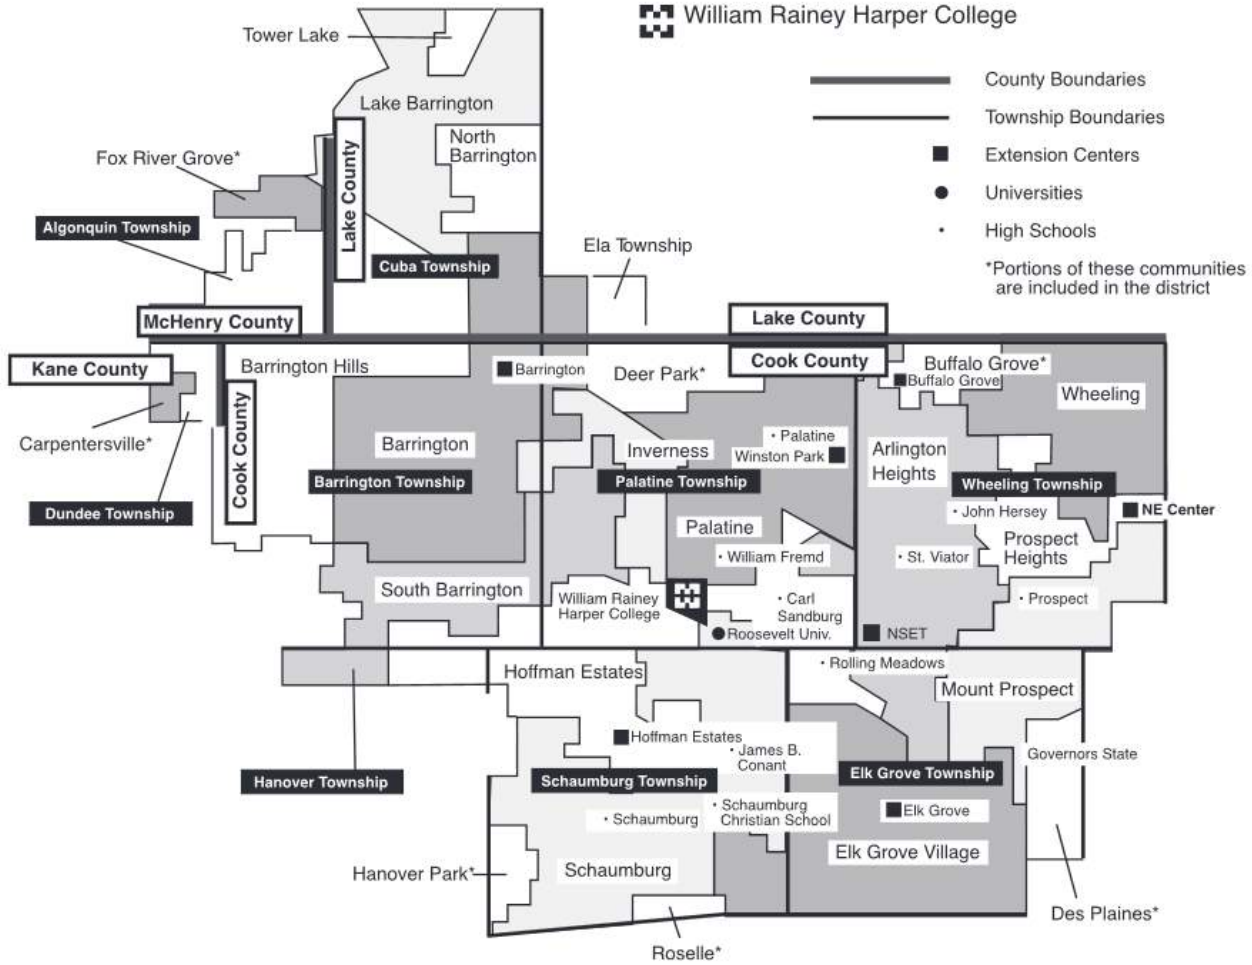 William Rainey Harper College
Tower Lake
County Boundaries
Lake Barrington
Township Boundaries
North
Barrington
Extension Centers
Fox River Grove*
Lake County
Universities
Algonquin Township
High Schools
Ela Township
Cuba Township
*Portions of these communities
are included in the district
McHenry County
Lake County
Kane County
Barrington Hills
Barrington
Deer Park*
Cook County
Buffalo Grove*
Buffalo Grove
Wheeling
Carpentersville*
Cook County
Barrington
Inverness
Palatine
Winston Park
Arlington
Heights
Barrington Township
Palatine Township
Wheeling Township
Dundee Township
Palatine
John Hersey
NE Center
William Fremd
St. Viator
Prospect
Heights
South Barrington
William Rainey
Harper College
Carl
Sandburg
Prospect
Roosevelt Univ.
NSET
Hoffman Estates
Rolling Meadows
Mount Prospect
Hoffman Estates
James B.
Conant
Governors State
Hanover Township
Schaumburg Township
Elk Grove Township
Schaumburg
Schaumburg
Christian School
Elk Grove
Hanover Park*
Schaumburg
Elk Grove Village
Roselle*
Des Plaines*